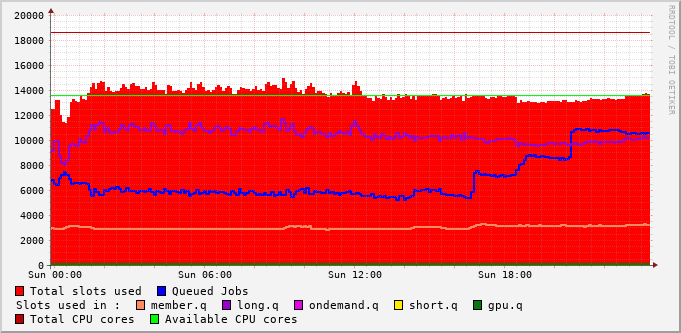 20000
18000
16000
14000
12000
10000
8000
6000
4000
2000
0
Sun 00:00 Sun 06:00 Sun 12:00 Sun 18:00
RRDTOOL / TOBI OETIKER
Total slots used Queued Jobs
Slots used in : member.q long.q ondemand.q short.q gpu.q
Total CPU cores Available CPU cores